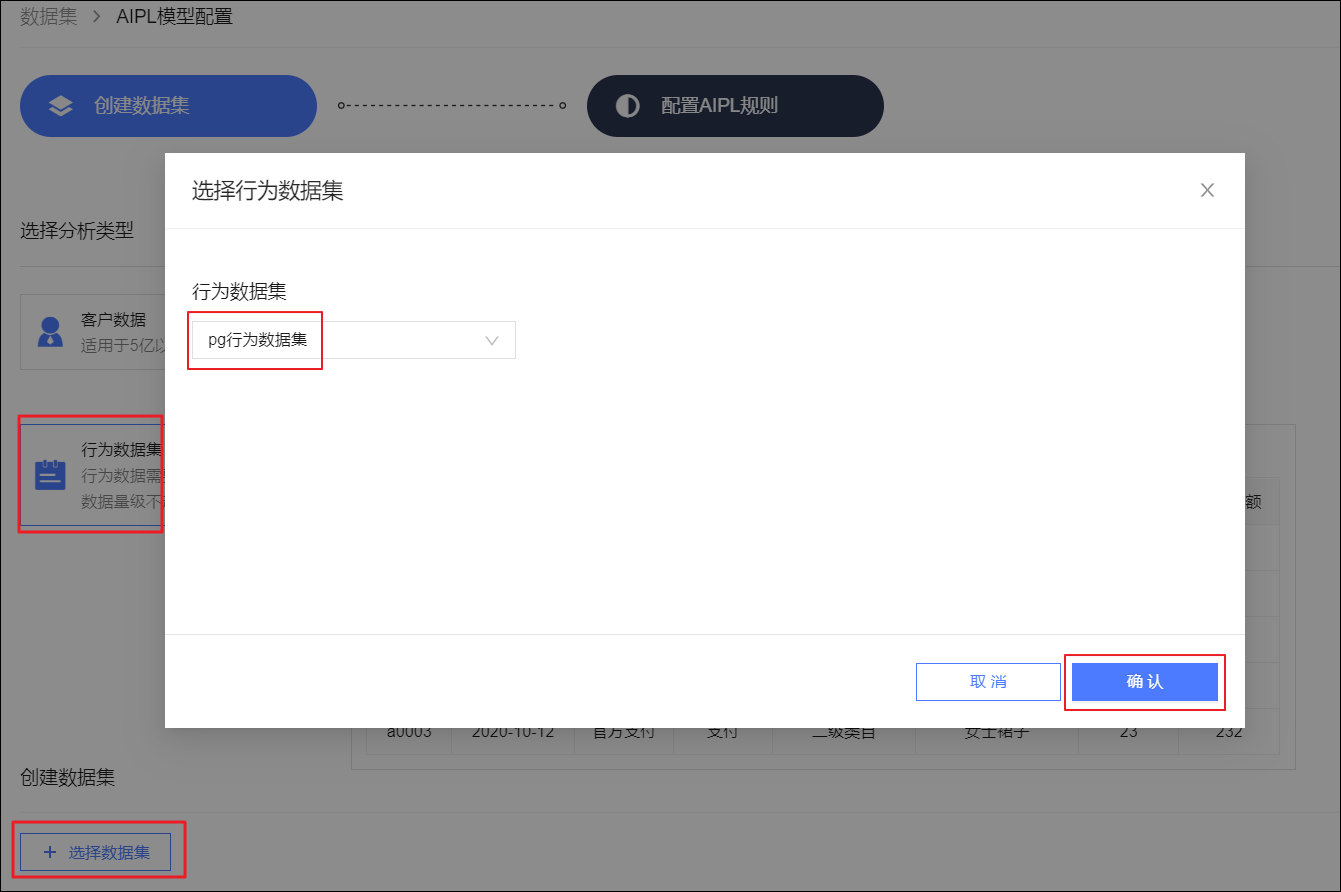 数据集 > AIPL模型配置
创建数据集
配置AIPL规则
选择行为数据集
选择分析类型
行为数据集
pg行为数据集
客户数据
适用于5亿以
行为数据集
行为数据需
数据量级不
额
取 消
确 认
a0003 2020-10-12 官方支付 支付 二级类目 女士裙子 23 232
创建数据集
+ 选择数据集